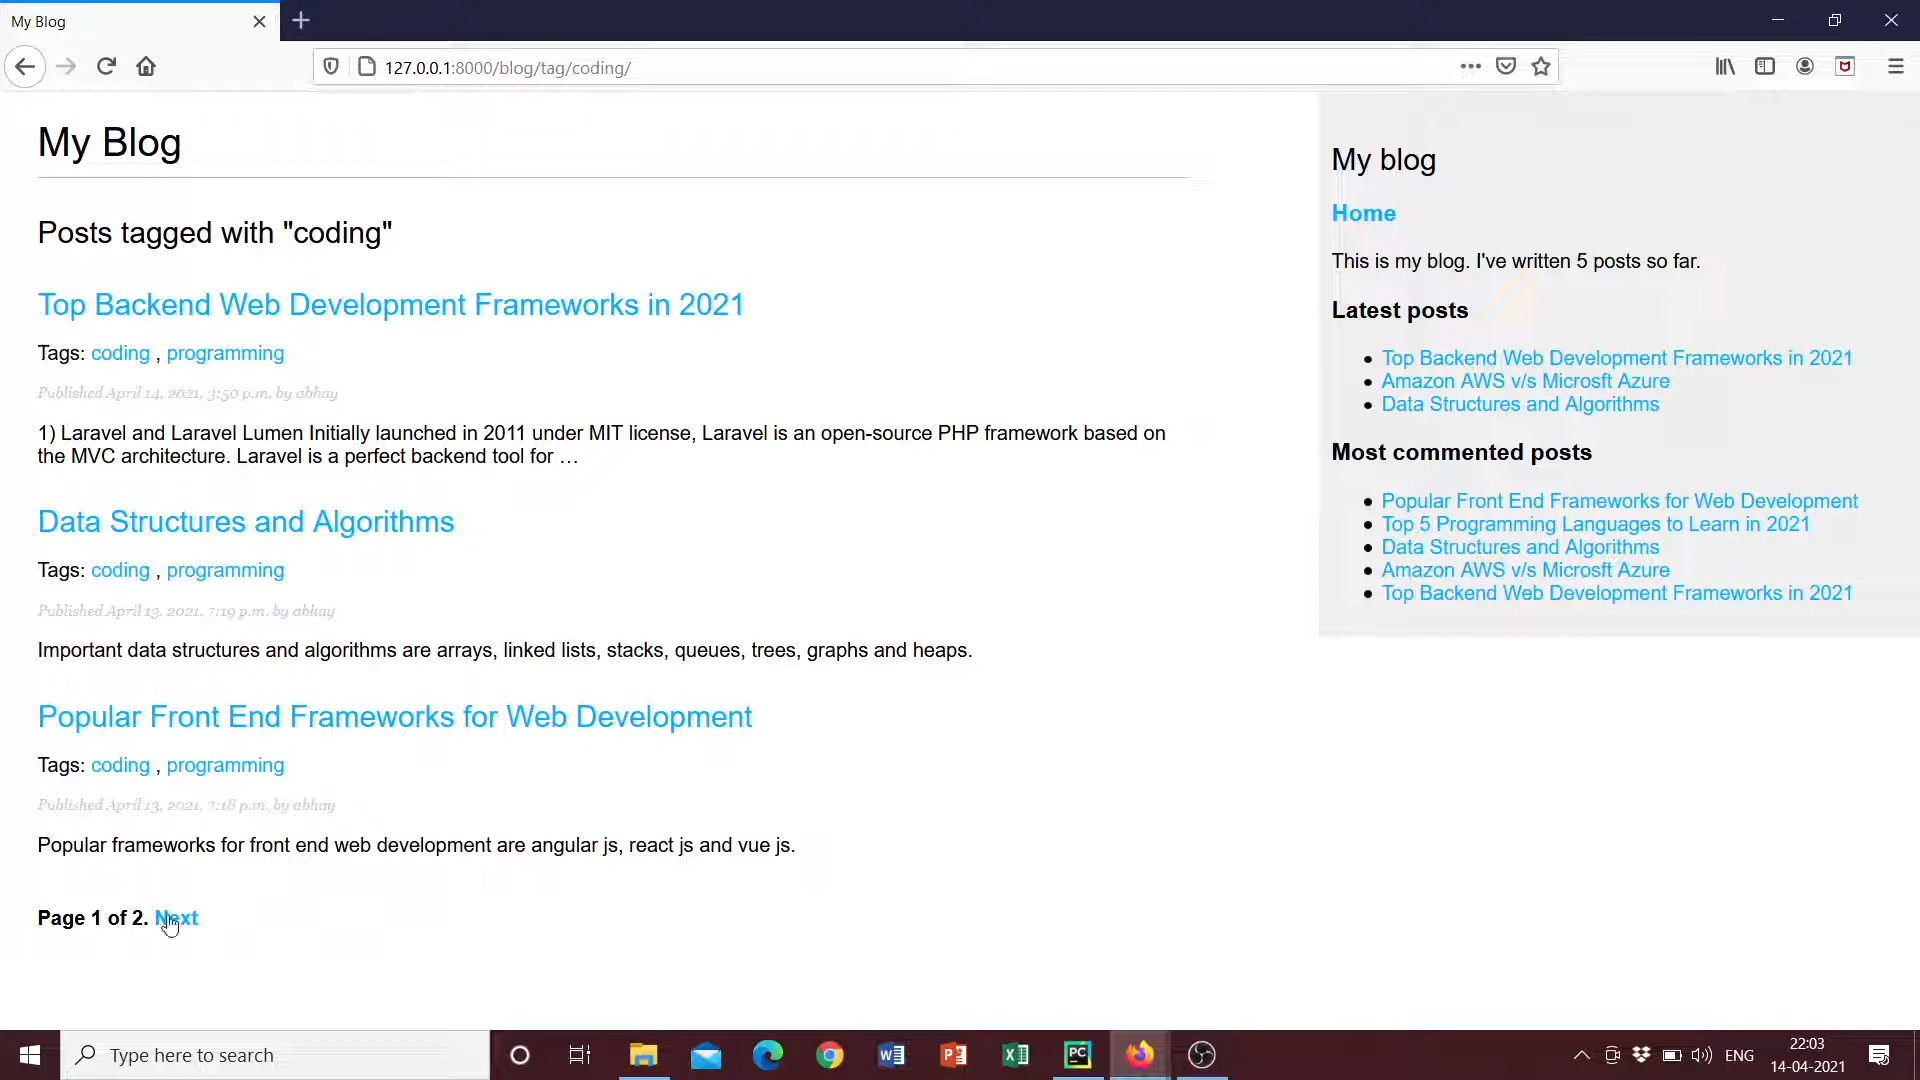 My Blog
127.0.0.1:8000/blog/tag/coding/
My Blog
Posts tagged with "coding"
Top Backend Web Development Frameworks in 2021
Tags: coding , programming
Published April 14, 2021, 3:50 p.m. by abhay
1) Laravel and Laravel Lumen Initially launched in 2011 under MIT license, Laravel is an open-source PHP framework based on
the MVC architecture. Laravel is a perfect backend tool for …
Data Structures and Algorithms
Tags: coding , programming
Published April 13, 2021, 7:19 p.m. by abhay
Important data structures and algorithms are arrays, linked lists, stacks, queues, trees, graphs and heaps.
Popular Front End Frameworks for Web Development
Tags: coding , programming
Published April 13, 2021, 7:18 p.m. by abhay
Popular frameworks for front end web development are angular js, react js and vue js.
Page 1 of 2. Next
My blog
Home
This is my blog. I've written 5 posts so far.
Latest posts
Top Backend Web Development Frameworks in 2021
Amazon AWS v/s Microsft Azure
Data Structures and Algorithms
Most commented posts
Popular Front End Frameworks for Web Development
Top 5 Programming Languages to Learn in 2021
Data Structures and Algorithms
Amazon AWS v/s Microsft Azure
Top Backend Web Development Frameworks in 2021
Type here to search
ENG
22:03
14-04-2021